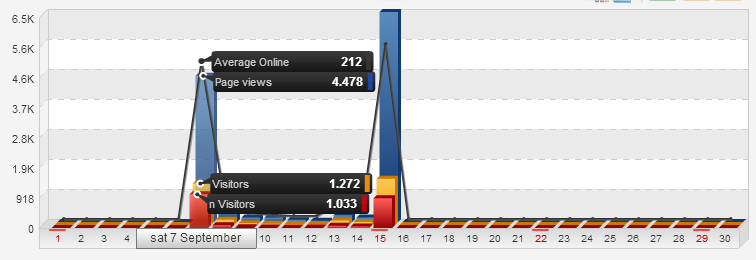 6.5K
5.6K
4.6K
3.7K
2.8K
1.9K
918
0
Average Online 212
Page views 4.478
Visitors 1.272
n Visitors 1.033
1 2 3 4 sat 7 September 10 11 12 13 14 15 16 17 18 19 20 21 22 23 24 25 26 27 28 29 30